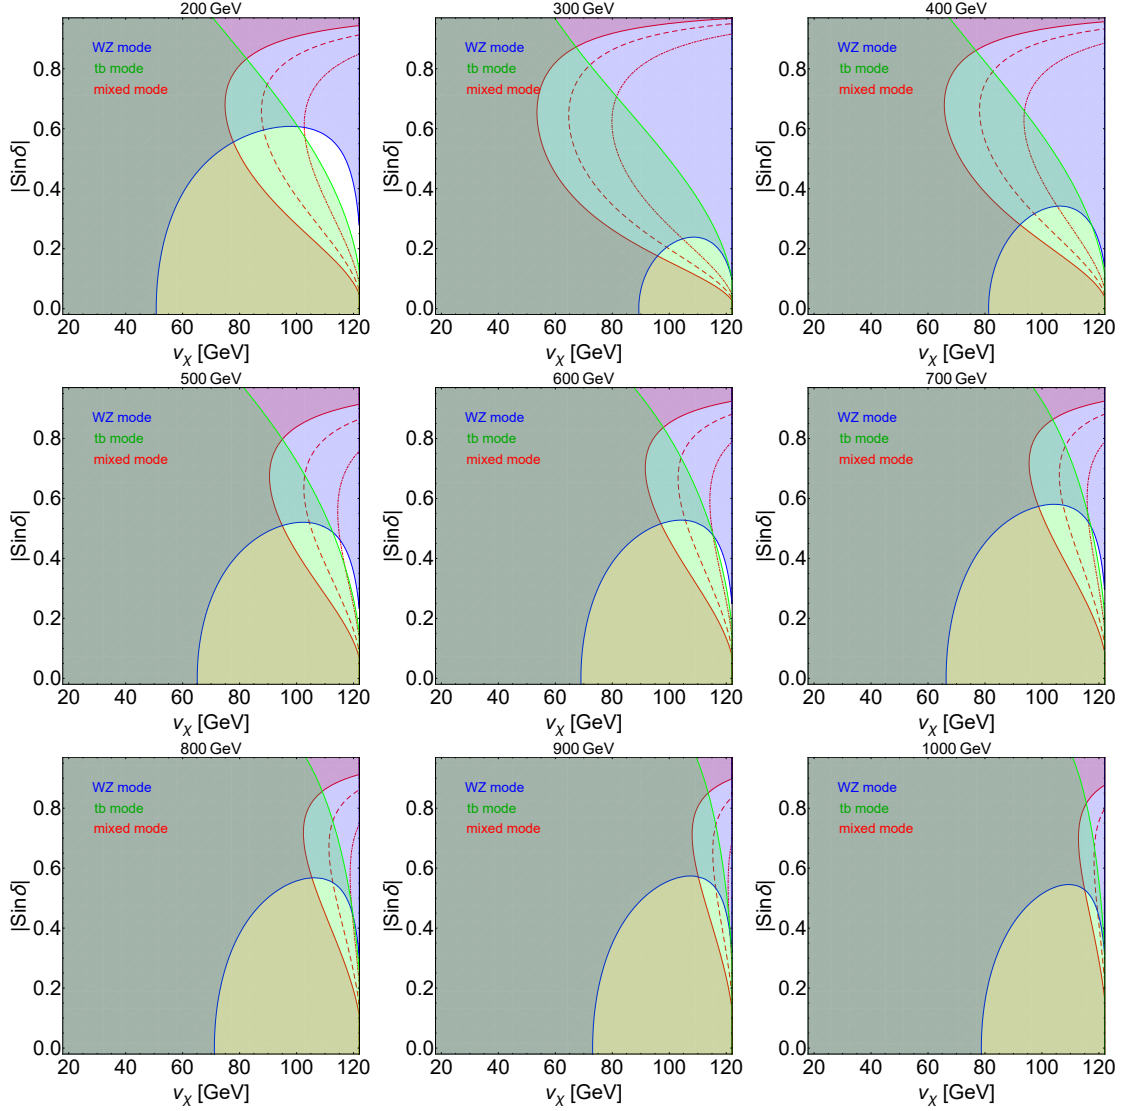 200 GeV
WZ mode
tb mode
mixed mode
|Sinδ|
0.8
0.6
0.4
0.2
0.0
20 40 60 80 100 120
vχ [GeV]
300 GeV
WZ mode
tb mode
mixed mode
|Sinδ|
0.8
0.6
0.4
0.2
0.0
20 40 60 80 100 120
vχ [GeV]
400 GeV
WZ mode
tb mode
mixed mode
|Sinδ|
0.8
0.6
0.4
0.2
0.0
20 40 60 80 100 120
vχ [GeV]
500 GeV
WZ mode
tb mode
mixed mode
|Sinδ|
0.8
0.6
0.4
0.2
0.0
20 40 60 80 100 120
vχ [GeV]
600 GeV
WZ mode
tb mode
mixed mode
|Sinδ|
0.8
0.6
0.4
0.2
0.0
20 40 60 80 100 120
vχ [GeV]
700 GeV
WZ mode
tb mode
mixed mode
|Sinδ|
0.8
0.6
0.4
0.2
0.0
20 40 60 80 100 120
vχ [GeV]
800 GeV
WZ mode
tb mode
mixed mode
|Sinδ|
0.8
0.6
0.4
0.2
0.0
20 40 60 80 100 120
vχ [GeV]
900 GeV
WZ mode
tb mode
mixed mode
|Sinδ|
0.8
0.6
0.4
0.2
0.0
20 40 60 80 100 120
vχ [GeV]
1000 GeV
WZ mode
tb mode
mixed mode
|Sinδ|
0.8
0.6
0.4
0.2
0.0
20 40 60 80 100 120
vχ [GeV]